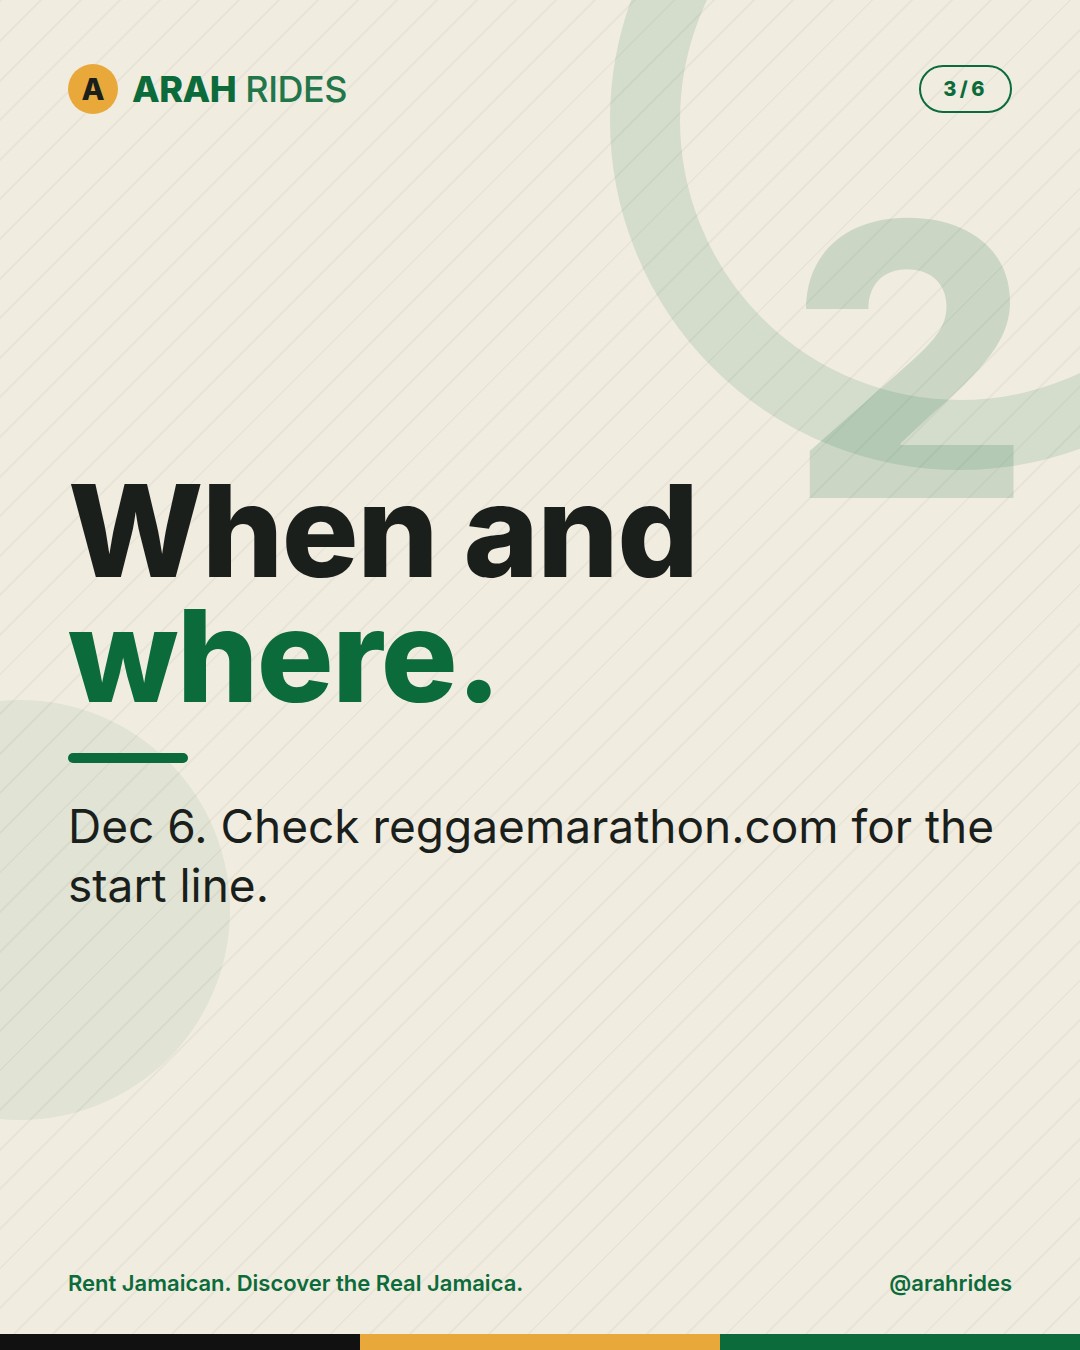 A ARAH RIDES
3/6
2
When and
where.
Dec 6. Check reggaemarathon.com for the
start line.
Rent Jamaican. Discover the Real Jamaica.
@arahrides